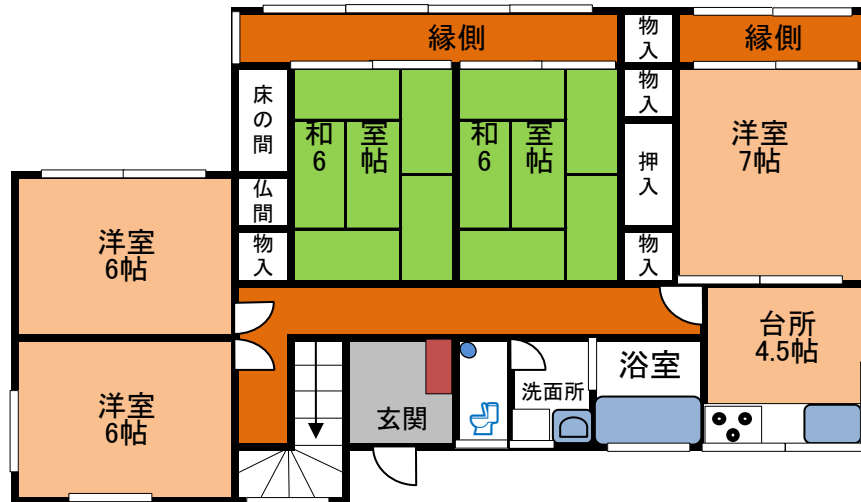 縁側
物入
縁側
床の間
和室
6帖
和室
6帖
物入
洋室
7帖
押入
仏間
物入
物入
洋室
6帖
台所
4.5帖
洋室
6帖
玄関
洗面所
浴室